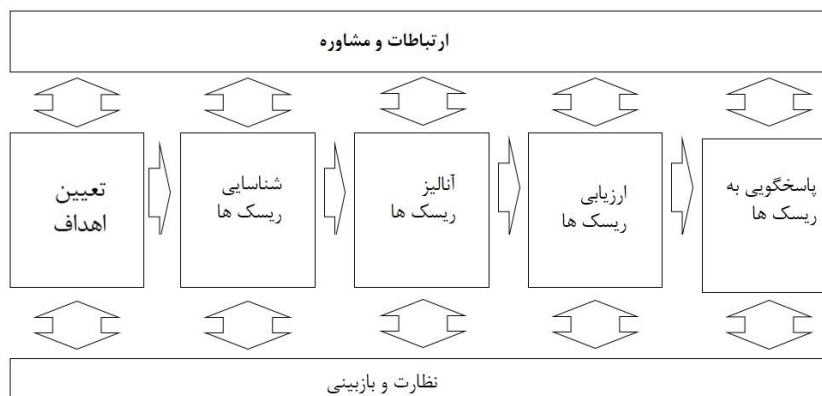 ارتباطات و مشاوره
تعیین
اهداف
شناسایی
ریسک ها
آنالیز
ریسک ها
ارزیابی
ریسک ها
پاسخگویی به
ریسک ها
نظارت و بازبینی